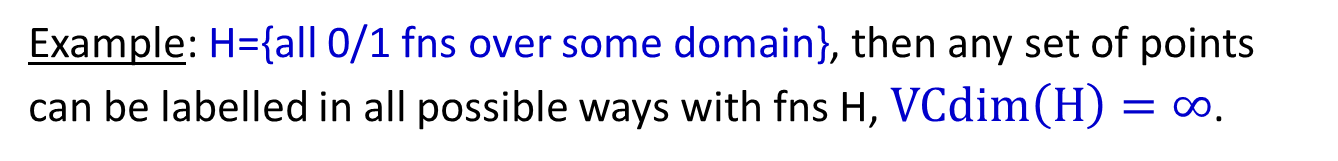 Example: H={all 0/1 fns over some domain}, then any set of points
can be labelled in all possible ways with fns H, VCdim(H) = ∞.